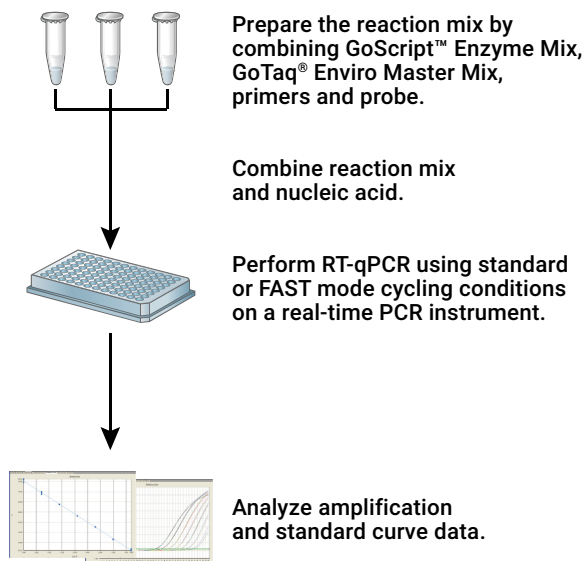 Prepare the reaction mix by
combining GoScript™ Enzyme Mix,
GoTaq® Enviro Master Mix,
primers and probe.
Combine reaction mix
and nucleic acid.
Perform RT-qPCR using standard
or FAST mode cycling conditions
on a real-time PCR instrument.
Analyze amplification
and standard curve data.